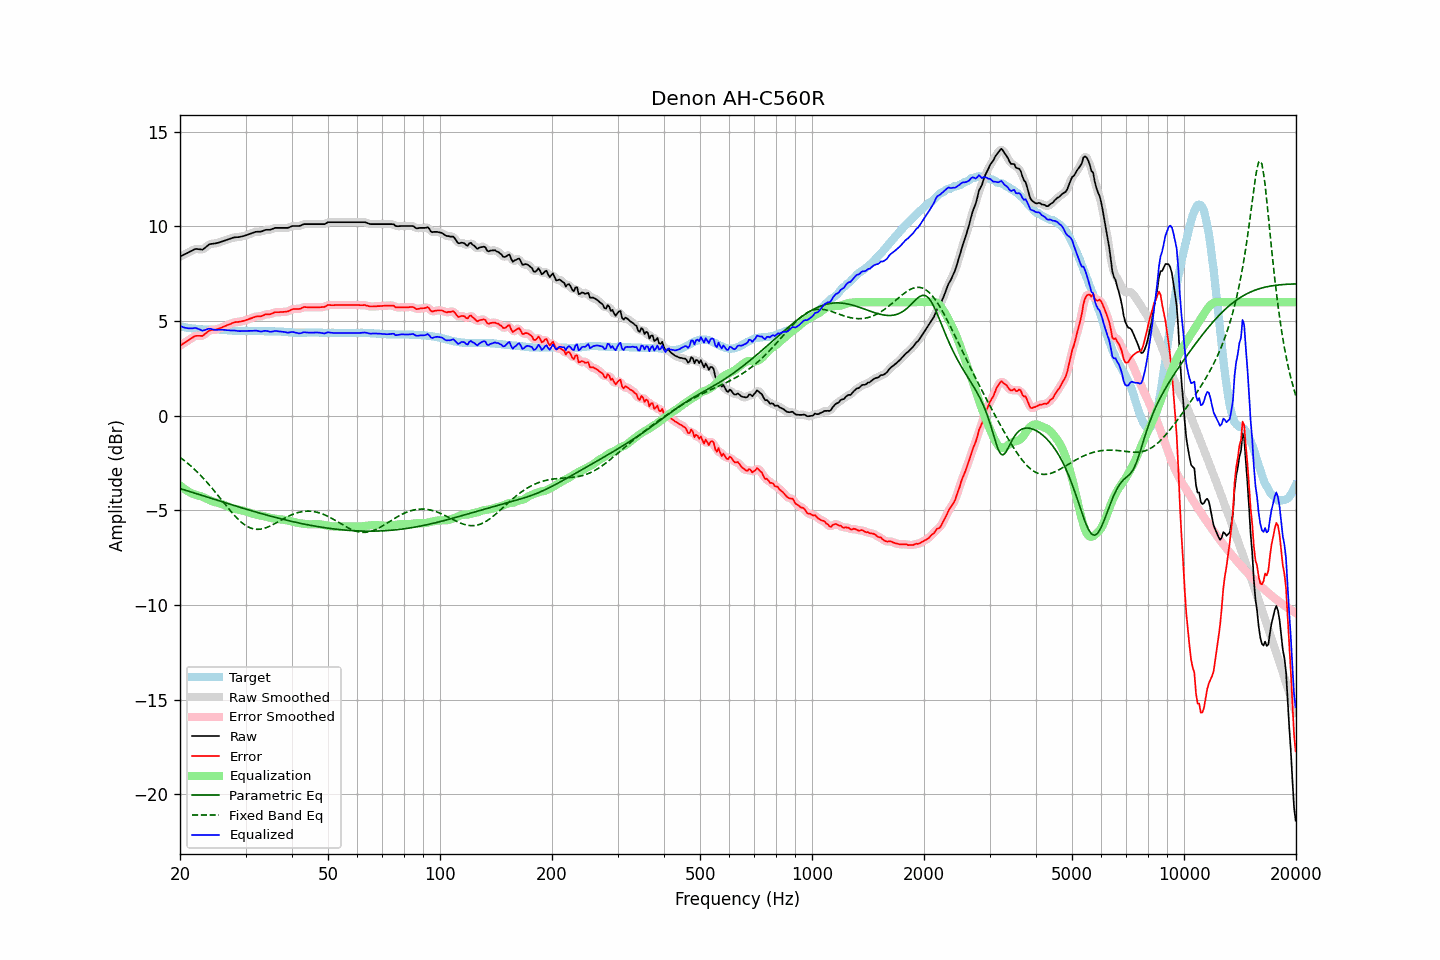 Denon AH-C560R
15
10
5
0
−5
−10
−15
−20
Amplitude (dBr)
Target
Raw Smoothed
Error Smoothed
Raw
Error
Equalization
Parametric Eq
Fixed Band Eq
Equalized
20 50 100 200 500 1000 2000 5000 10000 20000
Frequency (Hz)